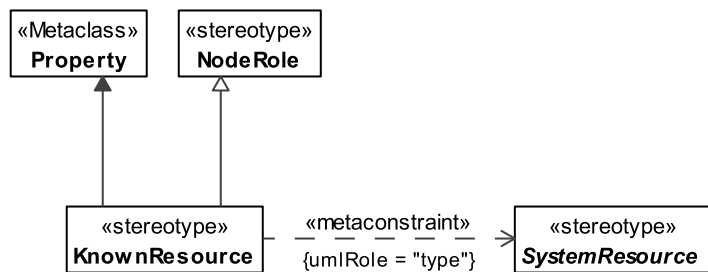 «Metaclass»
Property
«stereotype»
NodeRole
«stereotype»
KnownResource
«metaconstraint»
{umlRole = "type"}
«stereotype»
SystemResource